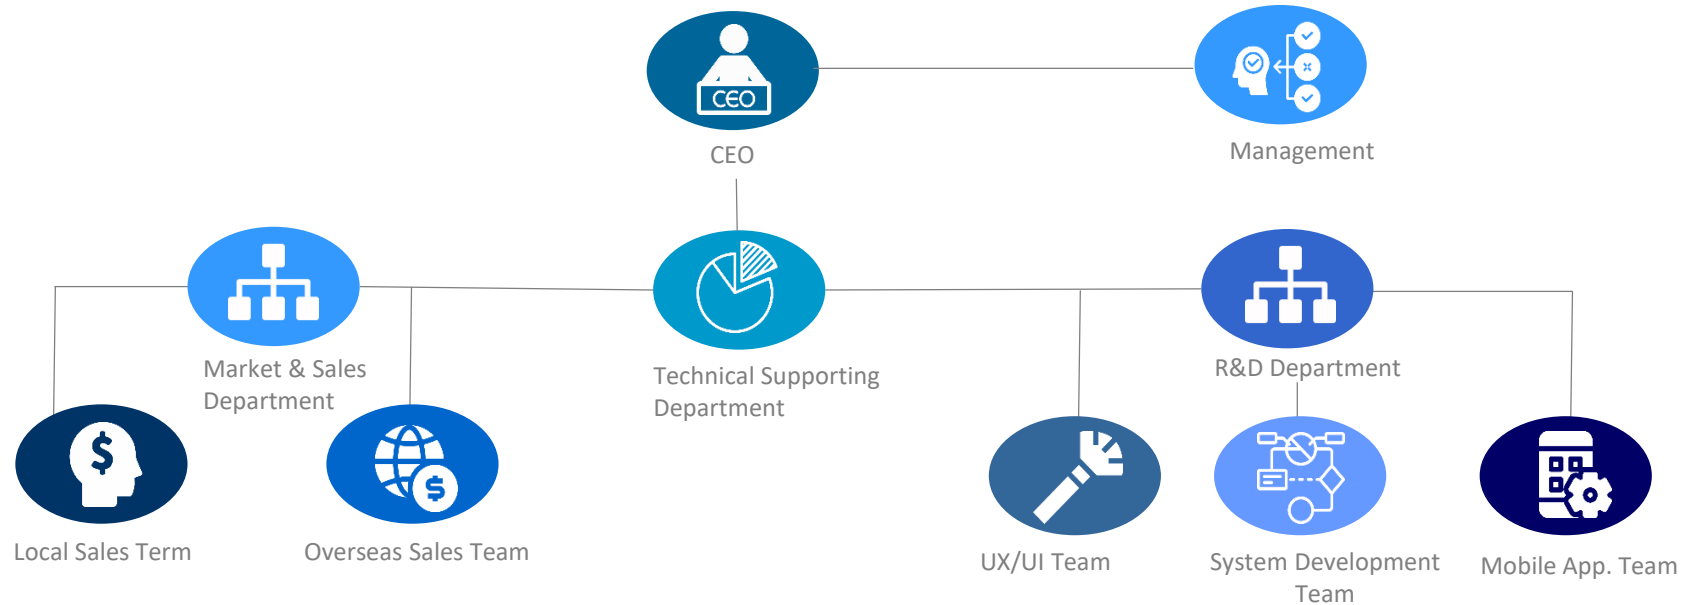 CEO
CEO
Management
Market & Sales
Department
Technical Supporting
Department
R&D Department
Local Sales Term
Overseas Sales Team
UX/UI Team
System Development
Team
Mobile App. Team